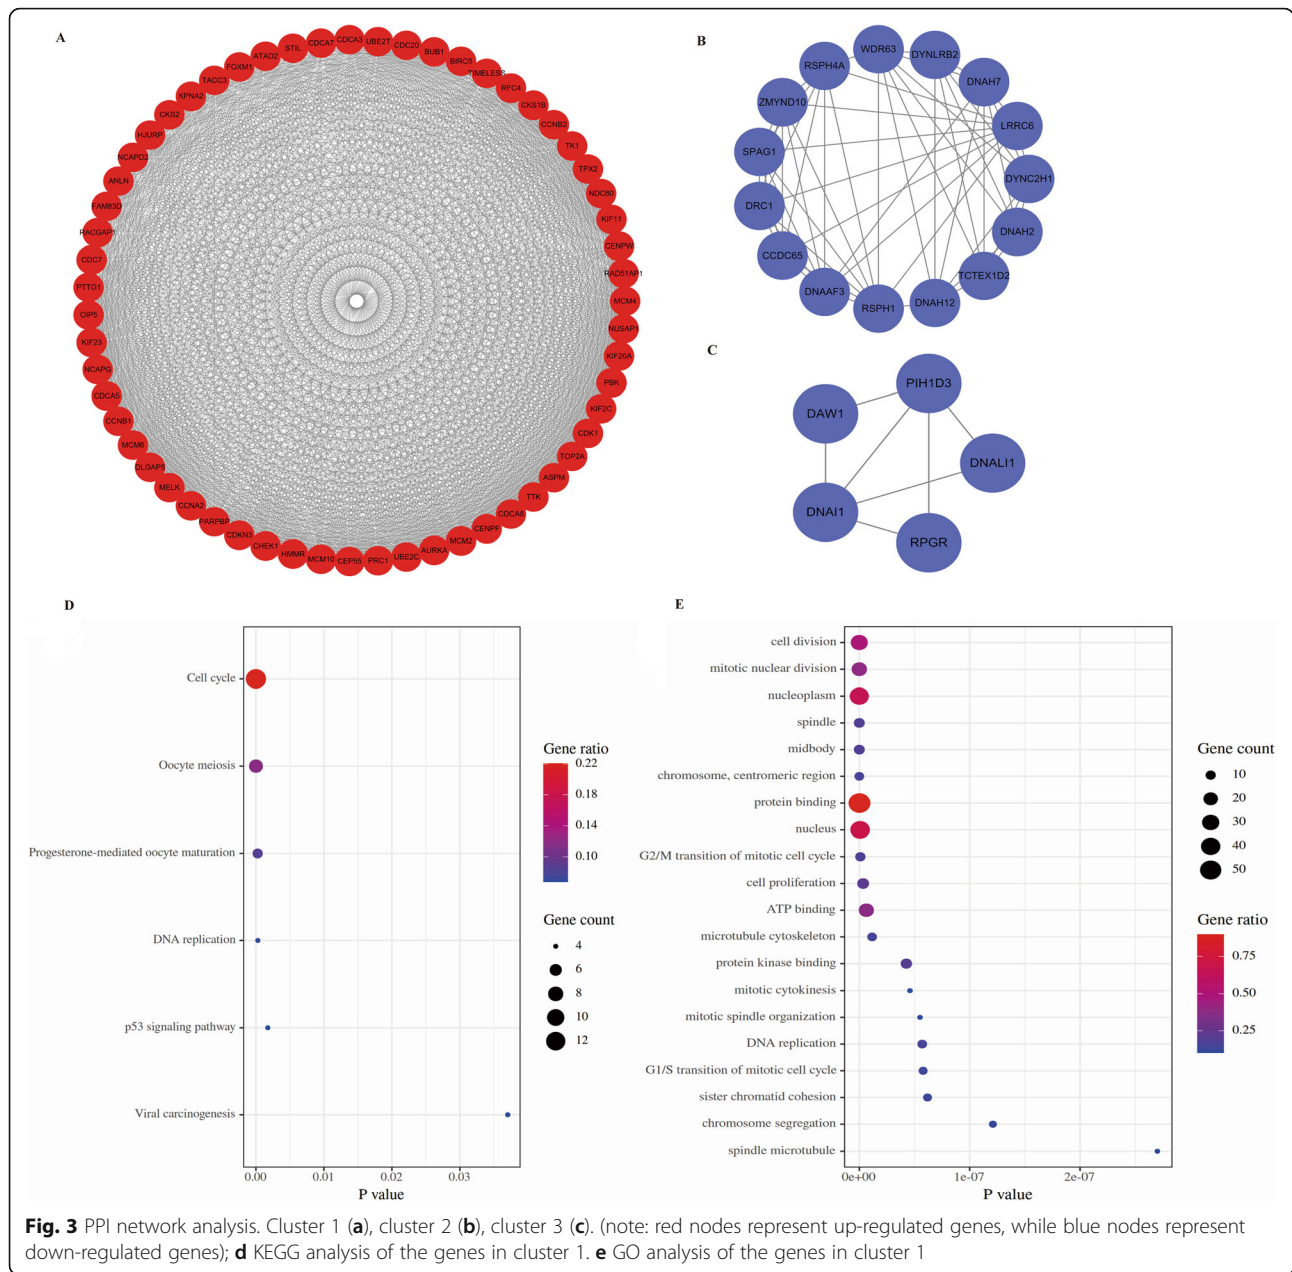 A
CDCA3
UBE2T
CDC20
BUB1
BIRC5
TIMELESS
RFC4
CKS1B
CCNB2
TK1
TPX2
NDC80
KIF11
CENPW
RAD51AP1
MCM4
NUSAP1
KIF20A
PBK
KIF2C
CDK1
TOP2A
ASPM
TTK
CDCA8
CENPF
MCM2
AURKA
UBE2C
PRC1
CEP55
MCM10
HMMR
CHEK1
CDKN3
PARPBP
CCNA2
MELK
DLGAP5
MCM6
CCNB1
CDCA5
NCAPG
KIF23
OIP5
PTTG1
CDC7
RACGAP1
FAM83D
ANLN
NCAPD2
HJURP
CKS2
KPNA2
TACC3
FOXM1
ATAD2
STIL
CDCA7
B
WDR63
DYNLRB2
DNAH7
LRRC6
DYNC2H1
DNAH2
TCTEX1D2
DNAH12
RSPH1
DNAAF3
CCDC65
DRC1
SPAG1
ZMYND10
RSPH4A
C
PIH1D3
DAW1
DNALI1
DNAI1
RPGR
D
Cell cycle
Oocyte meiosis
Progesterone-mediated oocyte maturation
DNA replication
p53 signaling pathway
Viral carcinogenesis
0.00 0.01 0.02 0.03
P value
Gene ratio
0.22
0.18
0.14
0.10
Gene count
4
6
8
10
12
E
cell division
mitotic nuclear division
nucleoplasm
spindle
midbody
chromosome, centromeric region
protein binding
nucleus
G2/M transition of mitotic cell cycle
cell proliferation
ATP binding
microtubule cytoskeleton
protein kinase binding
mitotic cytokinesis
mitotic spindle organization
DNA replication
G1/S transition of mitotic cell cycle
sister chromatid cohesion
chromosome segregation
spindle microtubule
0e+00 1e-07 2e-07
P value
Gene count
10
20
30
40
50
Gene ratio
0.75
0.50
0.25
Fig. 3 PPI network analysis. Cluster 1 (a), cluster 2 (b), cluster 3 (c). (note: red nodes represent up-regulated genes, while blue nodes represent
down-regulated genes); d KEGG analysis of the genes in cluster 1. e GO analysis of the genes in cluster 1